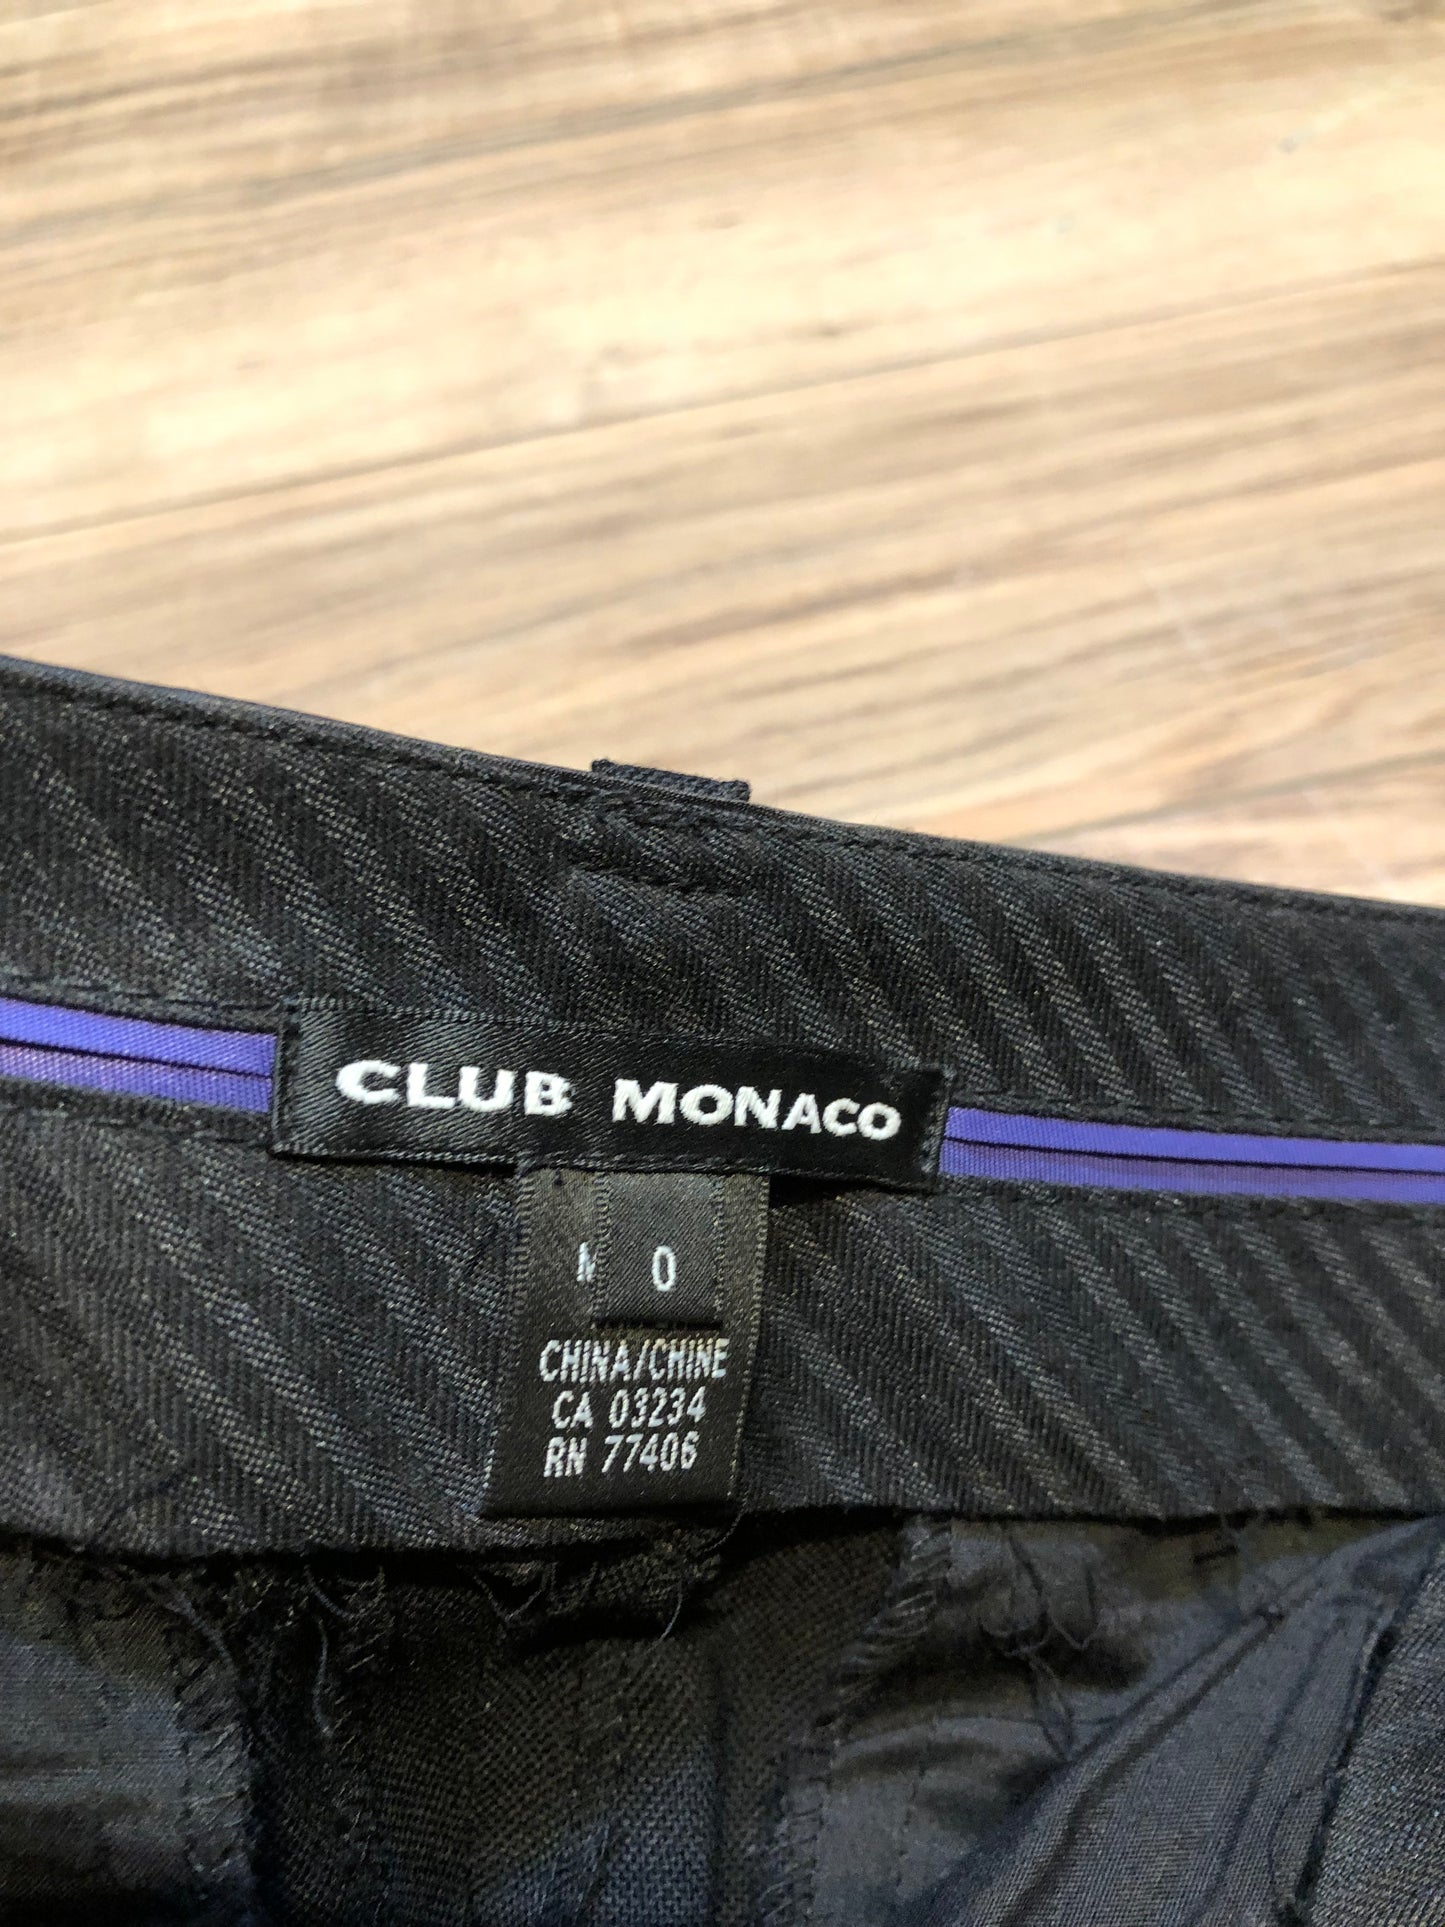 CLUB MONACO
0
CHINA/CHINE
CA 03234
RN 77406